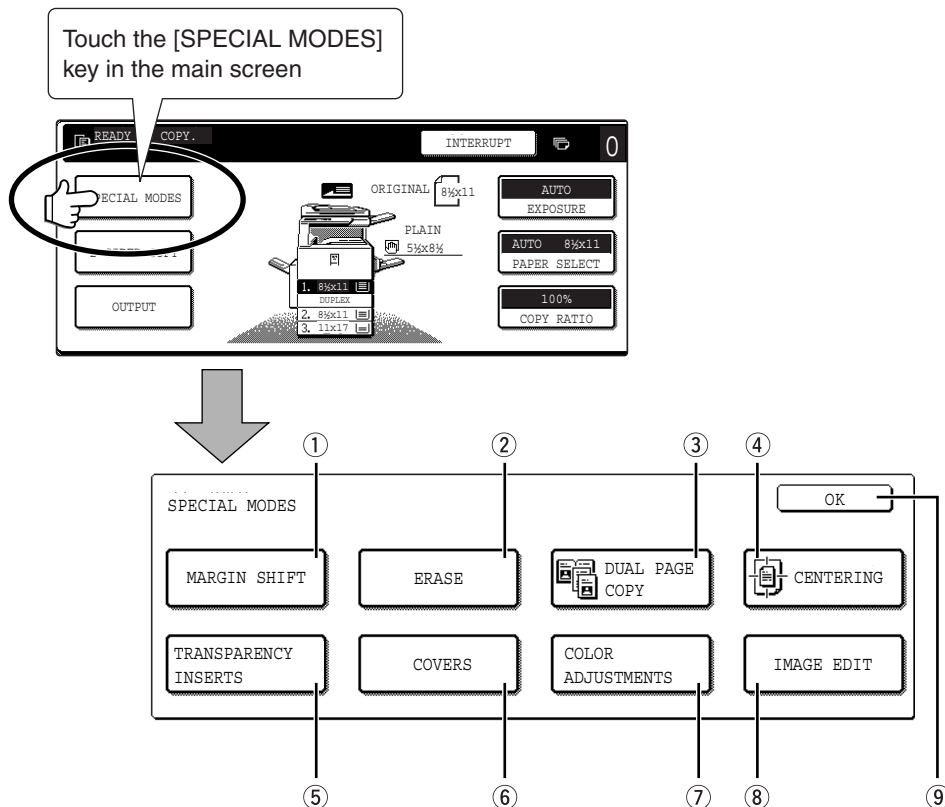 Touch the [SPECIAL MODES]
key in the main screen
READY COPY.
INTERRUPT
0
SPECIAL MODES
ORIGINAL 8½x11
AUTO
EXPOSURE
PLAIN
5½x8½
AUTO 8½x11
PAPER SELECT
OUTPUT
1. 8½x11
DUPLEX
2. 8½x11
3. 11x17
100%
COPY RATIO
① ② ③ ④
SPECIAL MODES
OK
MARGIN SHIFT
ERASE
DUAL PAGE
COPY
CENTERING
TRANSPARENCY
INSERTS
COVERS
COLOR
ADJUSTMENTS
IMAGE EDIT
⑤ ⑥ ⑦ ⑧ ⑨